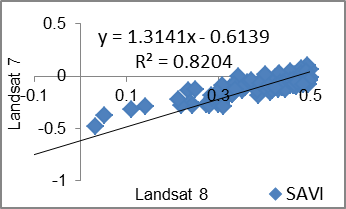 0.5
y = 1.3141x - 0.6139
R² = 0.8204
0
-0.1
0.1
0.3
0.5
-0.5
-1
Landsat 7
Landsat 8
SAVI